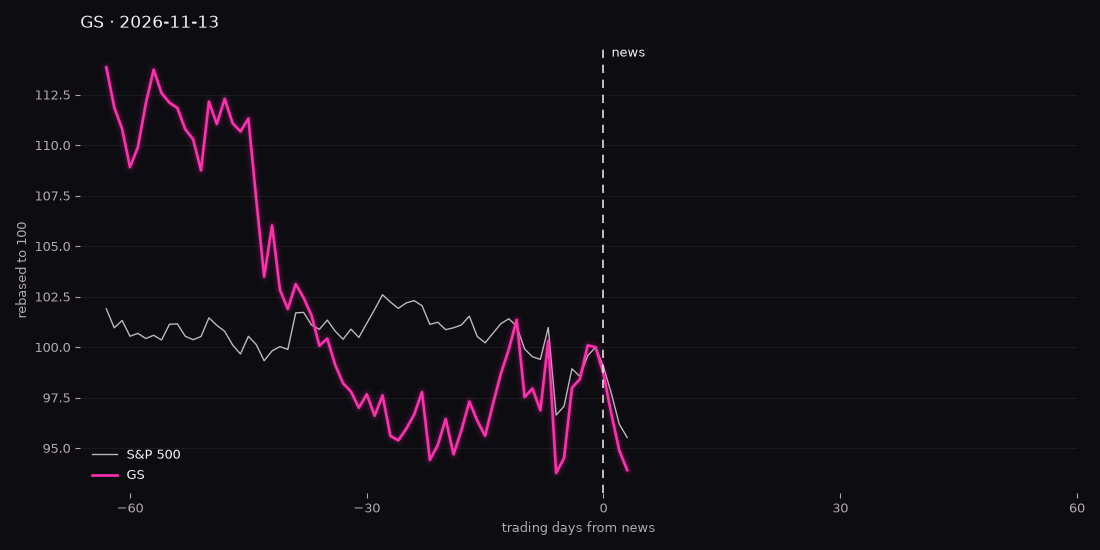 GS · 2026-11-13
news
112.5
110.0
107.5
105.0
102.5
100.0
97.5
95.0
rebased to 100
S&P 500
GS
−60
−30
0
30
60
trading days from news